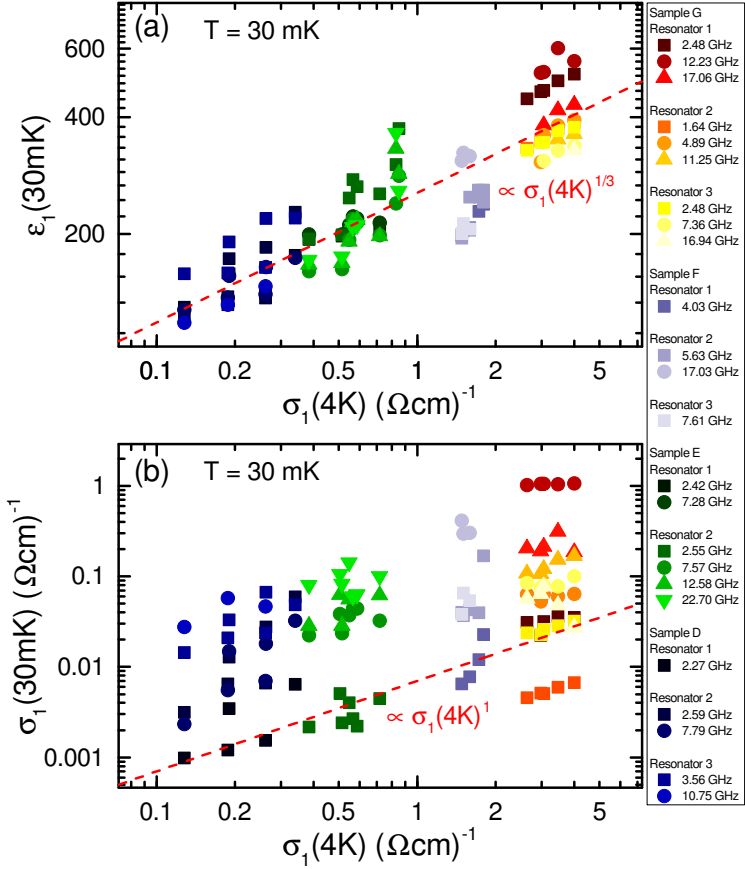 (a)
T = 30 mK
600
400
200
ε₁(30mK)
∝ σ₁(4K)^1/3
0.1
0.2
0.5
1
2
5
σ₁(4K) (Ωcm)^-1
(b)
T = 30 mK
1
0.1
0.01
0.001
σ₁(30mK) (Ωcm)^-1
∝ σ₁(4K)^1
0.1
0.2
0.5
1
2
5
σ₁(4K) (Ωcm)^-1
Sample G
Resonator 1
2.48 GHz
12.23 GHz
17.06 GHz
Resonator 2
1.64 GHz
4.89 GHz
11.25 GHz
Resonator 3
2.48 GHz
7.36 GHz
16.94 GHz
Sample F
Resonator 1
4.03 GHz
Resonator 2
5.63 GHz
17.03 GHz
Resonator 3
7.61 GHz
Sample E
Resonator 1
2.42 GHz
7.28 GHz
Resonator 2
2.55 GHz
7.57 GHz
12.58 GHz
22.70 GHz
Sample D
Resonator 1
2.27 GHz
Resonator 2
2.59 GHz
7.79 GHz
Resonator 3
3.56 GHz
10.75 GHz